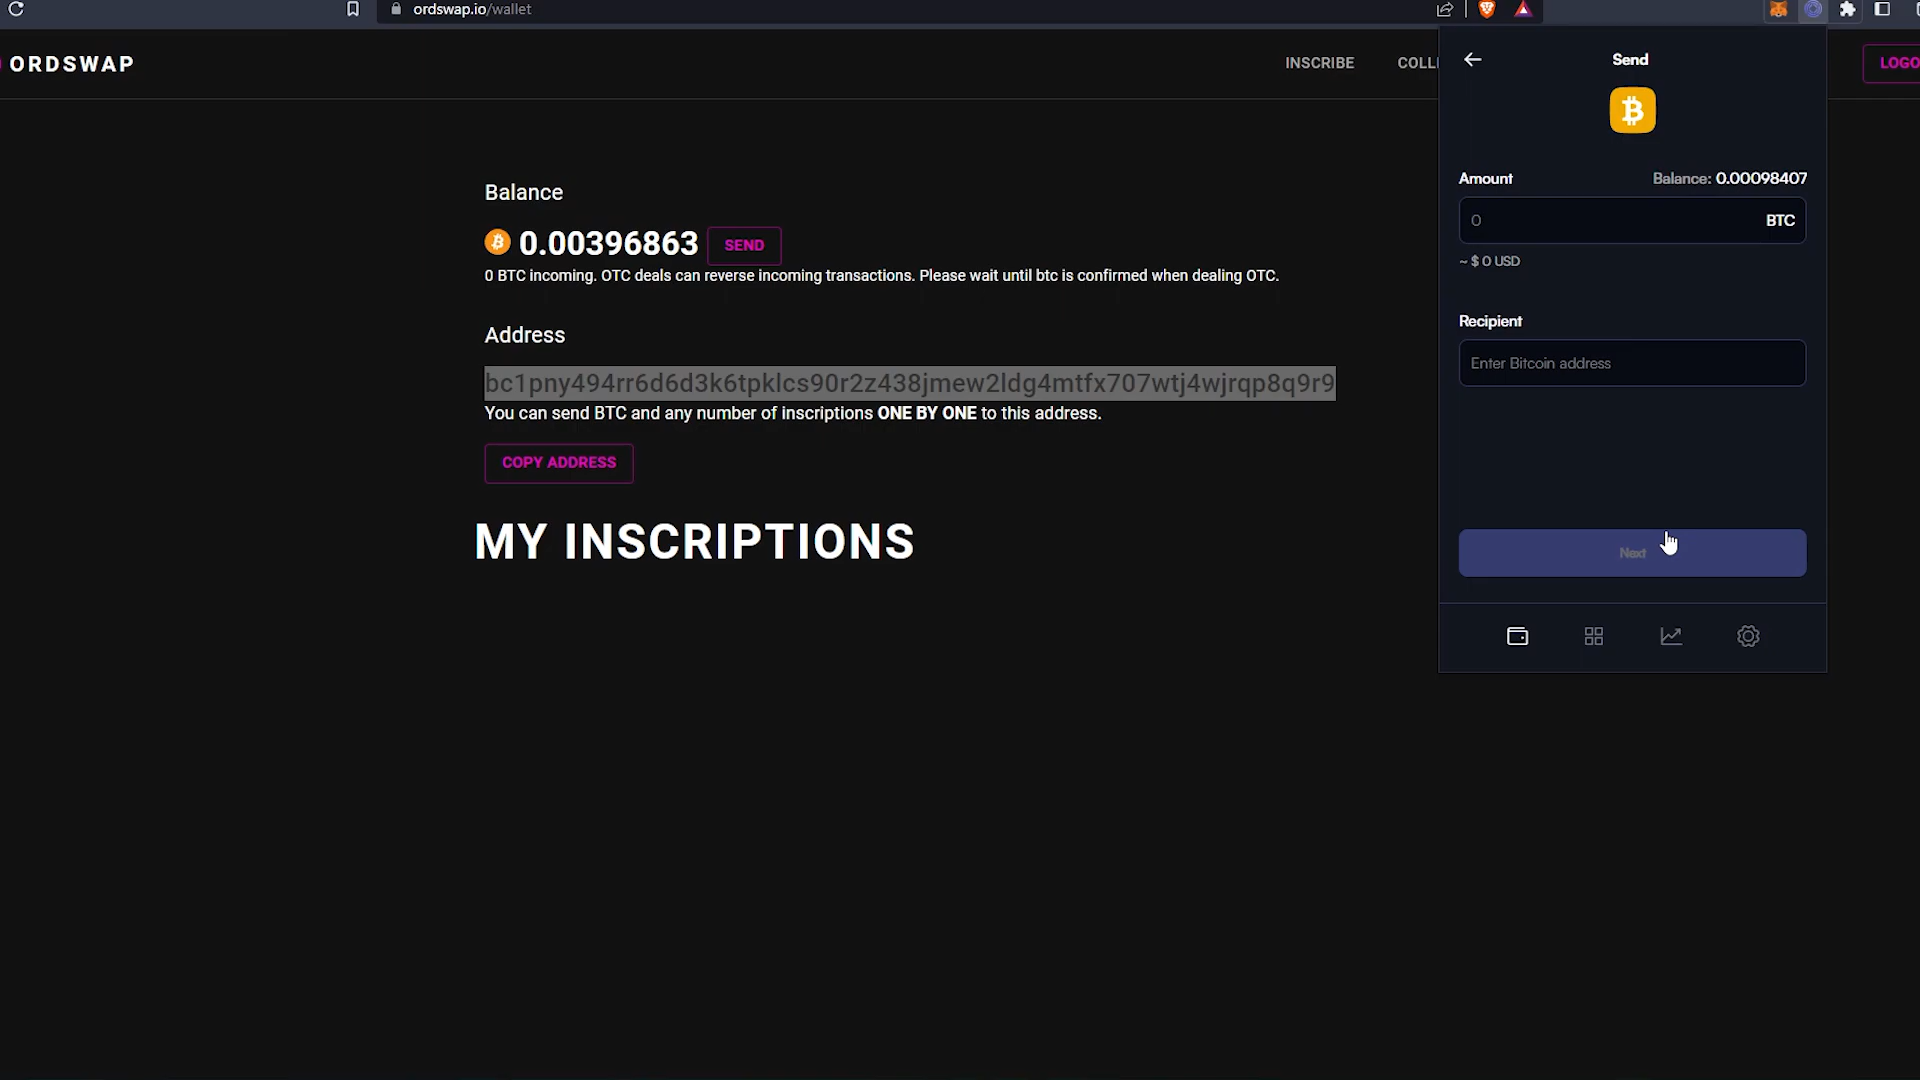 ordswap.io/wallet
ORDSWAP
INSCRIBE
COLL
LOGO
Balance
0.00396863
SEND
0 BTC incoming. OTC deals can reverse incoming transactions. Please wait until btc is confirmed when dealing OTC.
Address
bc1pny494rr6d6d3k6tpklcs90r2z438jmew2ldg4mtfx707wtj4wjrqp8q9r9
You can send BTC and any number of inscriptions ONE BY ONE to this address.
COPY ADDRESS
MY INSCRIPTIONS
Send
Amount
Balance: 0.00098407
0
BTC
~ $ 0 USD
Recipient
Enter Bitcoin address
Next